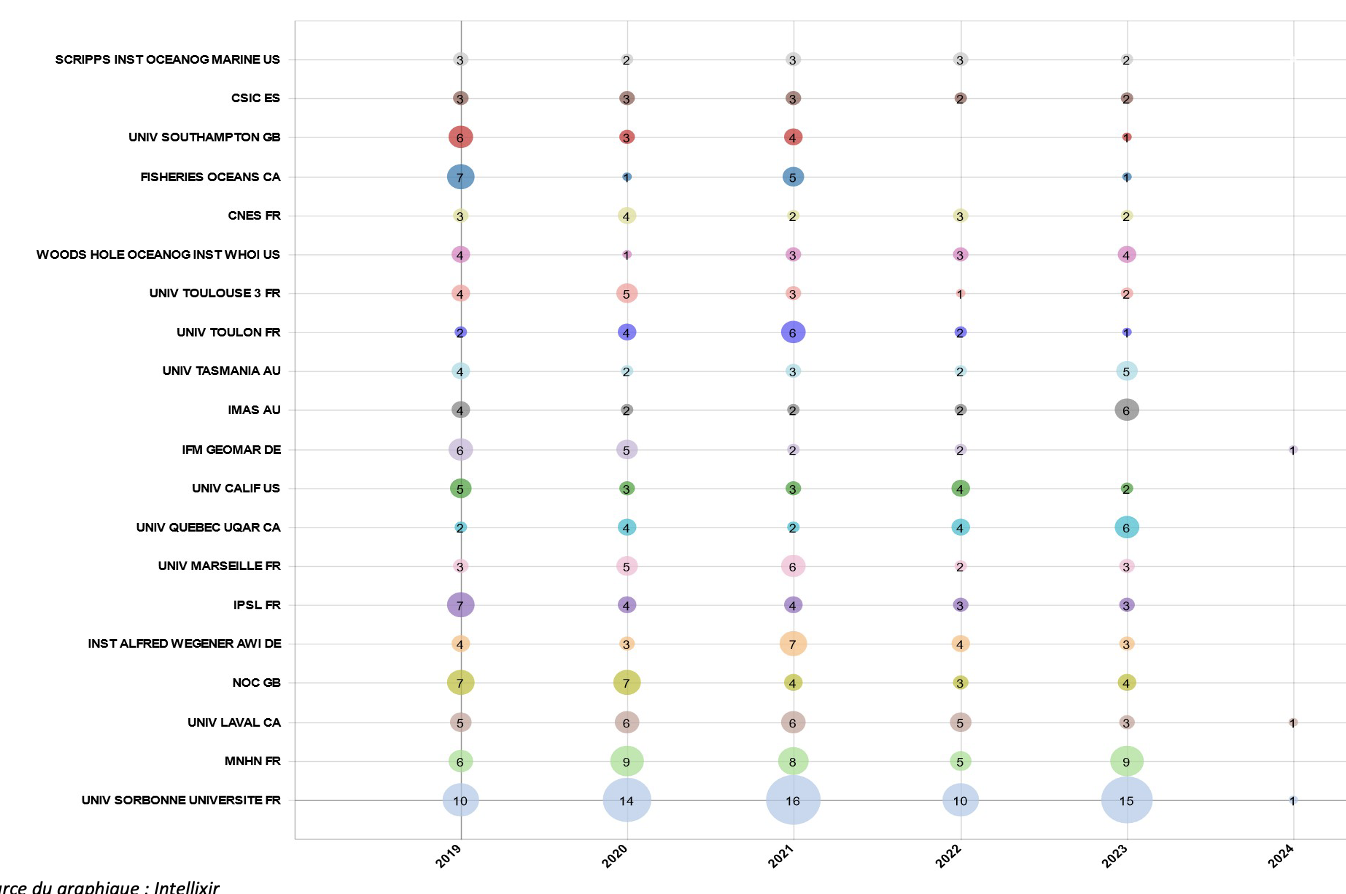 SCRIPPS INST OCEANOG MARINE US 3 2 3 3 2
CSIC ES 3 3 3 2 2
UNIV SOUTHAMPTON GB 6 3 4 1
FISHERIES OCEANS CA 7 1 5 1
CNES FR 3 4 2 3 2
WOODS HOLE OCEANOG INST WHOI US 4 1 3 3 4
UNIV TOULOUSE 3 FR 4 5 3 1 2
UNIV TOULON FR 2 4 6 2 1
UNIV TASMANIA AU 4 2 3 2 5
IMAS AU 4 2 2 2 6
IFM GEOMAR DE 6 5 2 2 1
UNIV CALIF US 5 3 3 4 2
UNIV QUEBEC UQAR CA 2 4 2 4 6
UNIV MARSEILLE FR 3 5 6 2 3
IPSL FR 7 4 4 3 3
INST ALFRED WEGENER AWI DE 4 3 7 4 3
NOC GB 7 7 4 3 4
UNIV LAVAL CA 5 6 6 5 3 1
MNHN FR 6 9 8 5 9
UNIV SORBONNE UNIVERSITE FR 10 14 16 10 15 1
2019 2020 2021 2022 2023 2024
rce du graphique : Intellixir